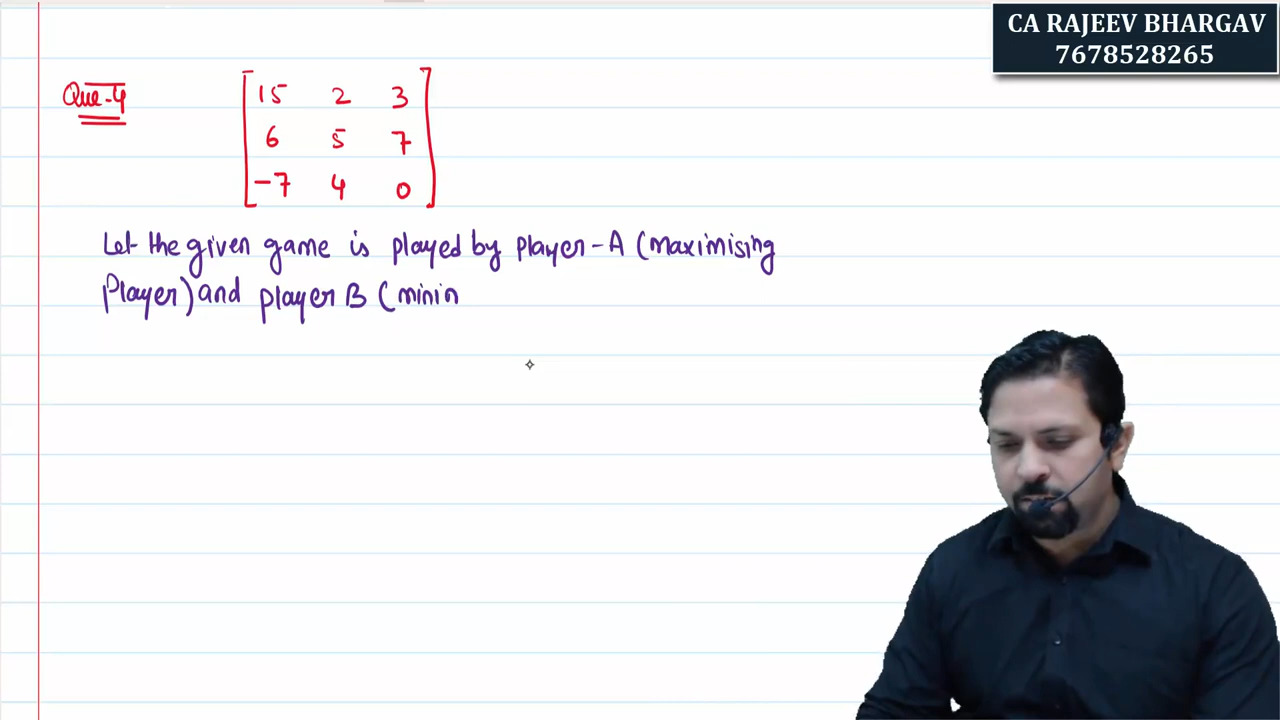 CA RAJEEV BHARGAV
7678528265
Que-4
15 2 3
6 5 7
-7 4 0
Let the given game is played by player-A (maximising
Player) and player B (minin